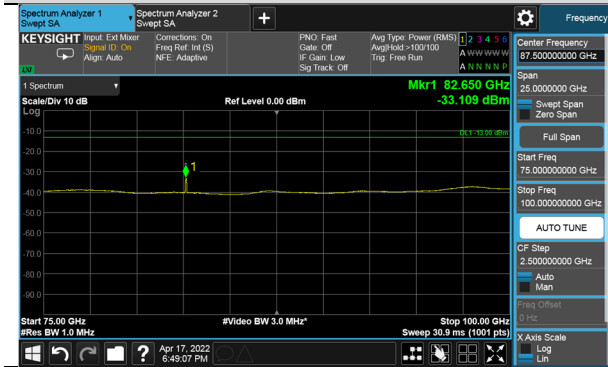 Spectrum Analyzer 1
Swept SA
Spectrum Analyzer 2
Swept SA
+
Frequency
KEYSIGHT
Input: Ext Mixer
Signal ID: On
Align: Auto
Corrections: On
Freq Ref: Int (S)
NFE: Adaptive
PNO: Fast
Gate: Off
IF Gain: Low
Sig Track: Off
Avg Type: Power (RMS)
Avg|Hold:>100/100
Trig: Free Run
1 2 3 4 5 6
A W W W W W
A N N N N P
1 Spectrum
Scale/Div 10 dB
Ref Level 0.00 dBm
Mkr1 82.650 GHz
-33.109 dBm
Log
-10.0
DL1 -13.00 dBm
-20.0
-30.0
1
-40.0
-50.0
-60.0
-70.0
-80.0
-90.0
Start 75.00 GHz
#Video BW 3.0 MHz*
Stop 100.00 GHz
#Res BW 1.0 MHz
Sweep 30.9 ms (1001 pts)
?
Apr 17, 2022
6:49:07 PM
Center Frequency
87.500000000 GHz
Span
25.0000000 GHz
Swept Span
Zero Span
Full Span
Start Freq
75.000000000 GHz
Stop Freq
100.000000000 GHz
AUTO TUNE
CF Step
2.500000000 GHz
Auto
Man
Freq Offset
0 Hz
X Axis Scale
Log
Lin